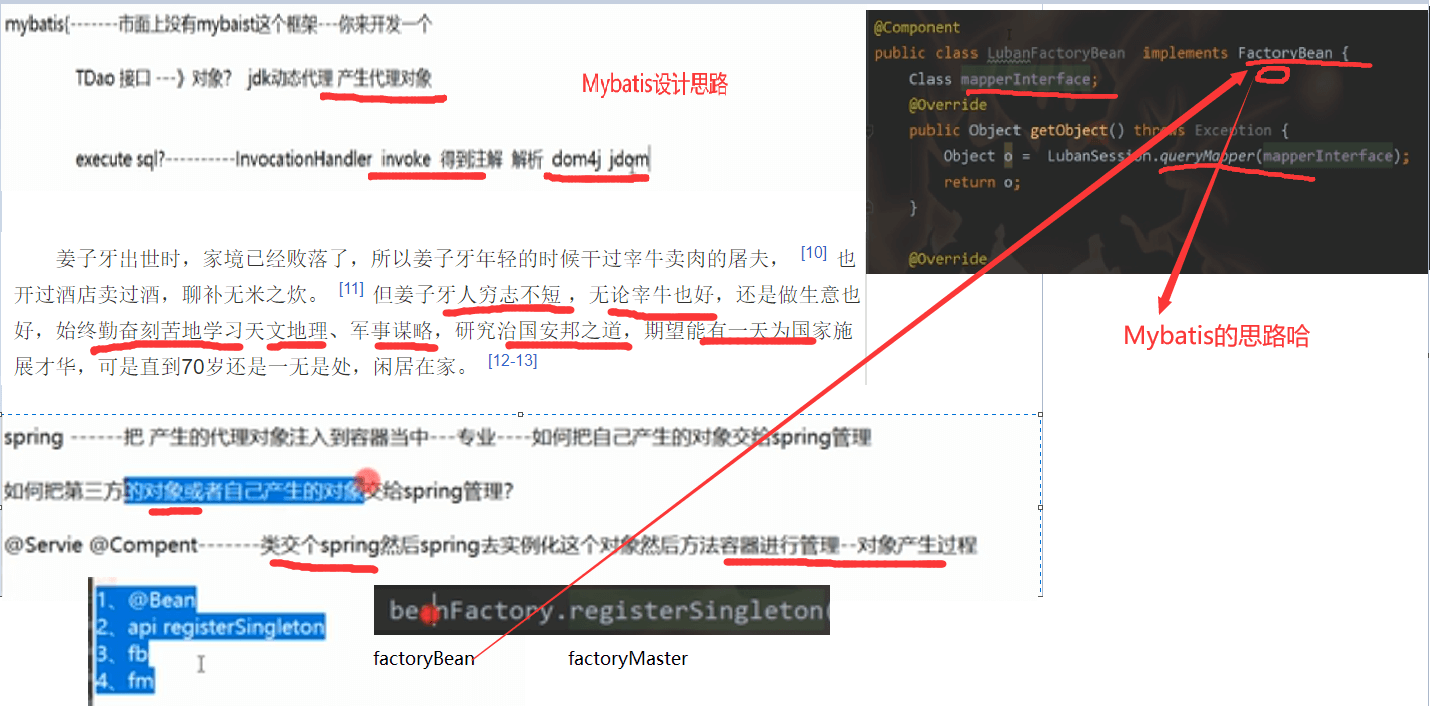 mybatis{-------市面上没有mybaist这个框架---你来开发一个
TDao 接口 ---》对象? jdk动态代理 产生代理对象
Mybatis设计思路
execute sql?----------InvocationHandler invoke 得到注解 解析 dom4j jdom
@Component
public class LubanFactoryBean implements FactoryBean {
Class mapperInterface;
@Override
public Object getObject() throws Exception {
Object o = LubanSession.queryMapper(mapperInterface);
return o;
}
@Override
Mybatis的思路哈
姜子牙出世时，家境已经败落了，所以姜子牙年轻的时候干过宰牛卖肉的屠夫， [10] 也
开过酒店卖过酒，聊补无米之炊。 [11] 但姜子牙人穷志不短 ，无论宰牛也好，还是做生意也
好，始终勤奋刻苦地学习天文地理、军事谋略，研究治国安邦之道，期望能有一天为国家施
展才华，可是直到70岁还是一无是处，闲居在家。 [12-13]
spring ------把 产生的代理对象注入到容器当中---专业----如何把自己产生的对象交给spring管理
如何把第三方的对象或者自己产生的对象交给spring管理?
@Servie @Compent-------类交个spring然后spring去实例化这个对象然后方法容器进行管理--对象产生过程
1、@Bean
2、api registerSingleton
3、fb
4、fm
beanFactory.registerSingleton(
factoryBean
factoryMaster